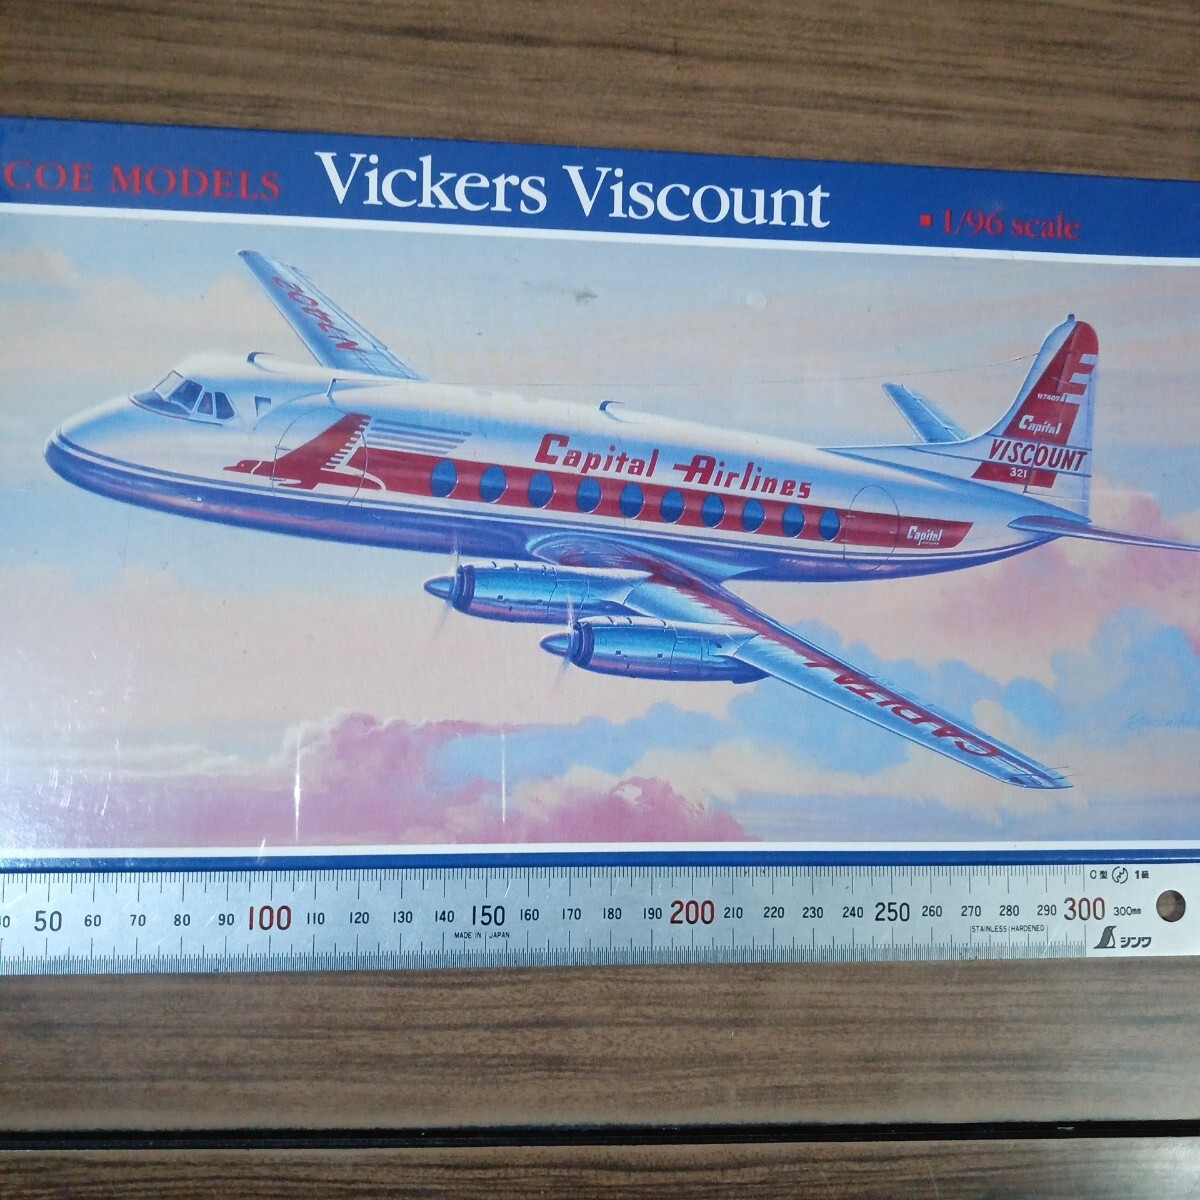 COE MODELS Vickers Viscount ▪ 1/96 scale
N7402
N7402
Capital
VISCOUNT
321
Capital Airlines
Capital
CAPITAL
C型 1級
50 60 70 80 90 100 110 120 130 140 150 160 170 180 190 200 210 220 230 240 250 260 270 280 290 300 300mm
MADE IN JAPAN
STAINLESS HARDENED
シンワ